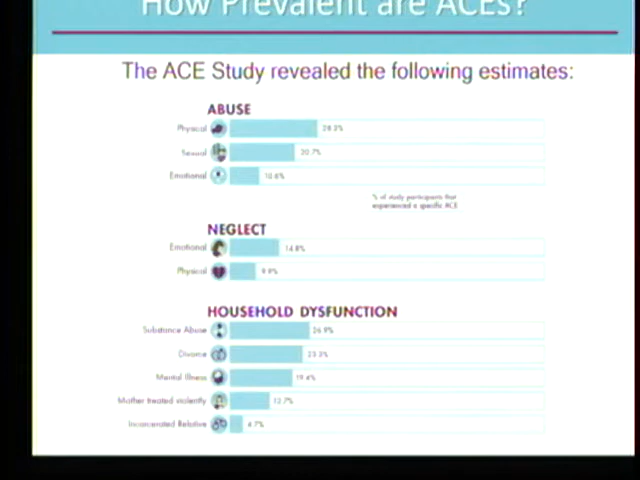 How Prevalent are ACEs?
The ACE Study revealed the following estimates:
ABUSE
Physical 28.3%
Sexual 20.7%
Emotional 10.6%
% of study participants that
experienced a specific ACE
NEGLECT
Emotional 14.8%
Physical 9.9%
HOUSEHOLD DYSFUNCTION
Substance Abuse 26.9%
Divorce 23.3%
Mental Illness 19.4%
Mother treated violently 12.7%
Incarcerated Relative 4.7%